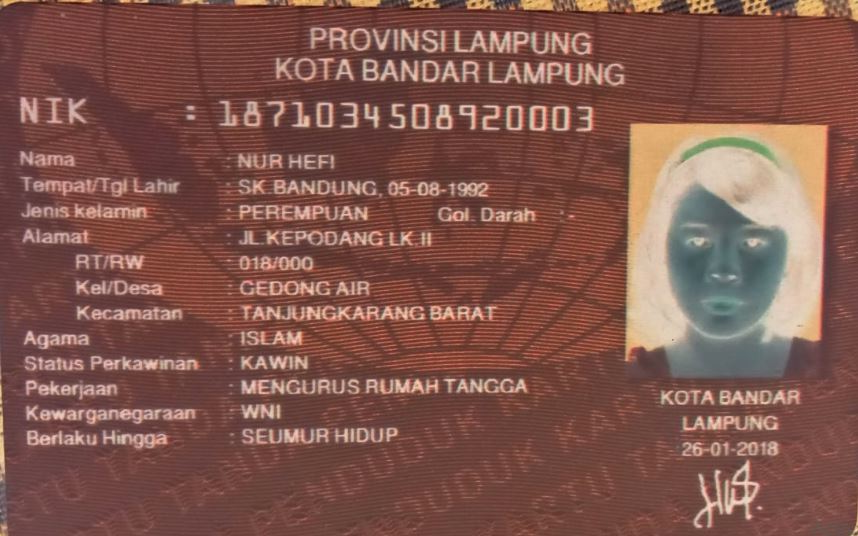 PROVINSI LAMPUNG
KOTA BANDAR LAMPUNG
NIK : 1871034508920003
Nama : NUR HEFI
Tempat/Tgl Lahir : SK.BANDUNG, 05-08-1992
Jenis kelamin : PEREMPUAN Gol. Darah : -
Alamat : JL.KEPODANG LK.II
RT/RW : 018/000
Kel/Desa : GEDONG AIR
Kecamatan : TANJUNGKARANG BARAT
Agama : ISLAM
Status Perkawinan : KAWIN
Pekerjaan : MENGURUS RUMAH TANGGA
Kewarganegaraan : WNI
Berlaku Hingga : SEUMUR HIDUP
KOTA BANDAR
LAMPUNG
26-01-2018